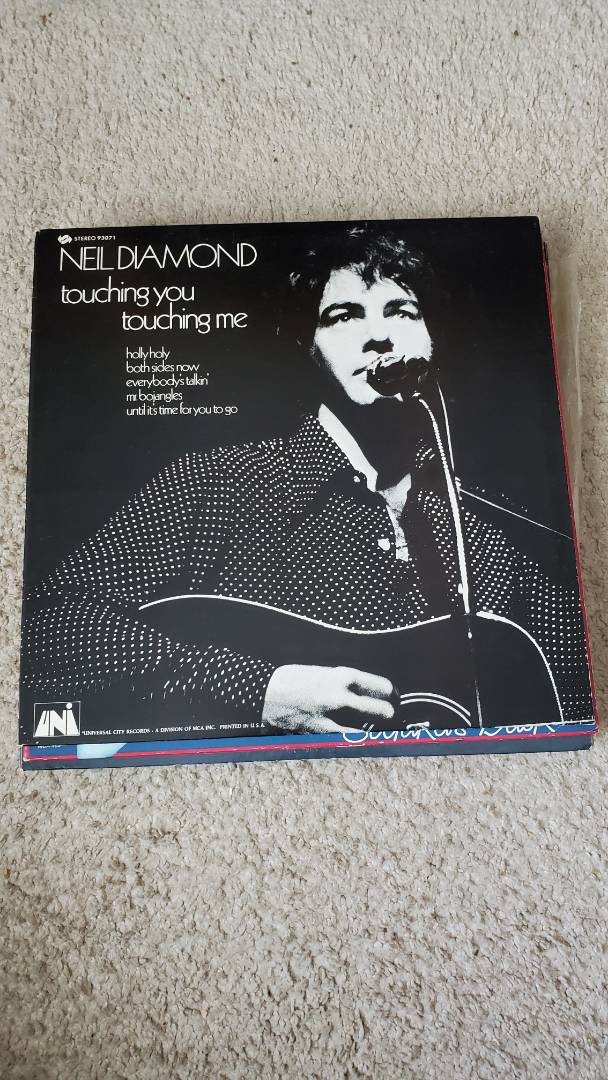 STEREO 93071
NEIL DIAMOND
touching you
touching me
holly holy
both sides now
everybody's talkin'
mr. bojangles
until it's time for you to go
UNI
UNIVERSAL CITY RECORDS • A DIVISION OF MCA INC. PRINTED IN U.S.A.